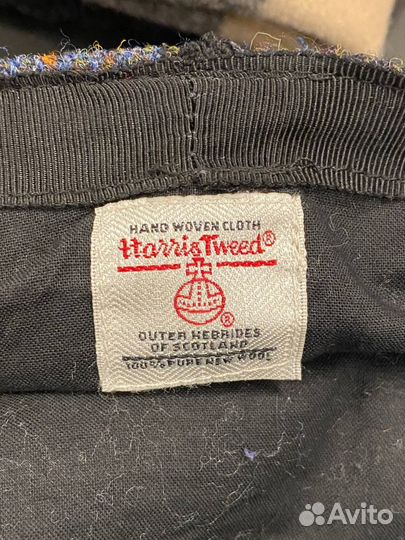 HAND WOVEN CLOTH
Harris Tweed®
®
OUTER HEBRIDES
OF SCOTLAND
100% PURE NEW WOOL
Avito